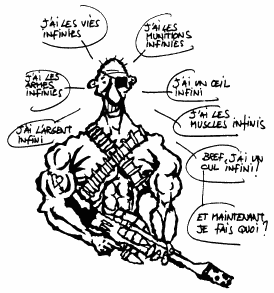 J'AI LES VIES
INFINIES
J'AI LES
MUNITIONS
INFINIES
J'AI LES
ARMES
INFINIES
J'AI UN ŒIL
INFINI
J'AI L'ARGENT
INFINI
J'AI LES
MUSCLES INFINIS
BREF, J'AI UN
CUL INFINI!
ET MAINTENANT,
JE FAIS QUOI?